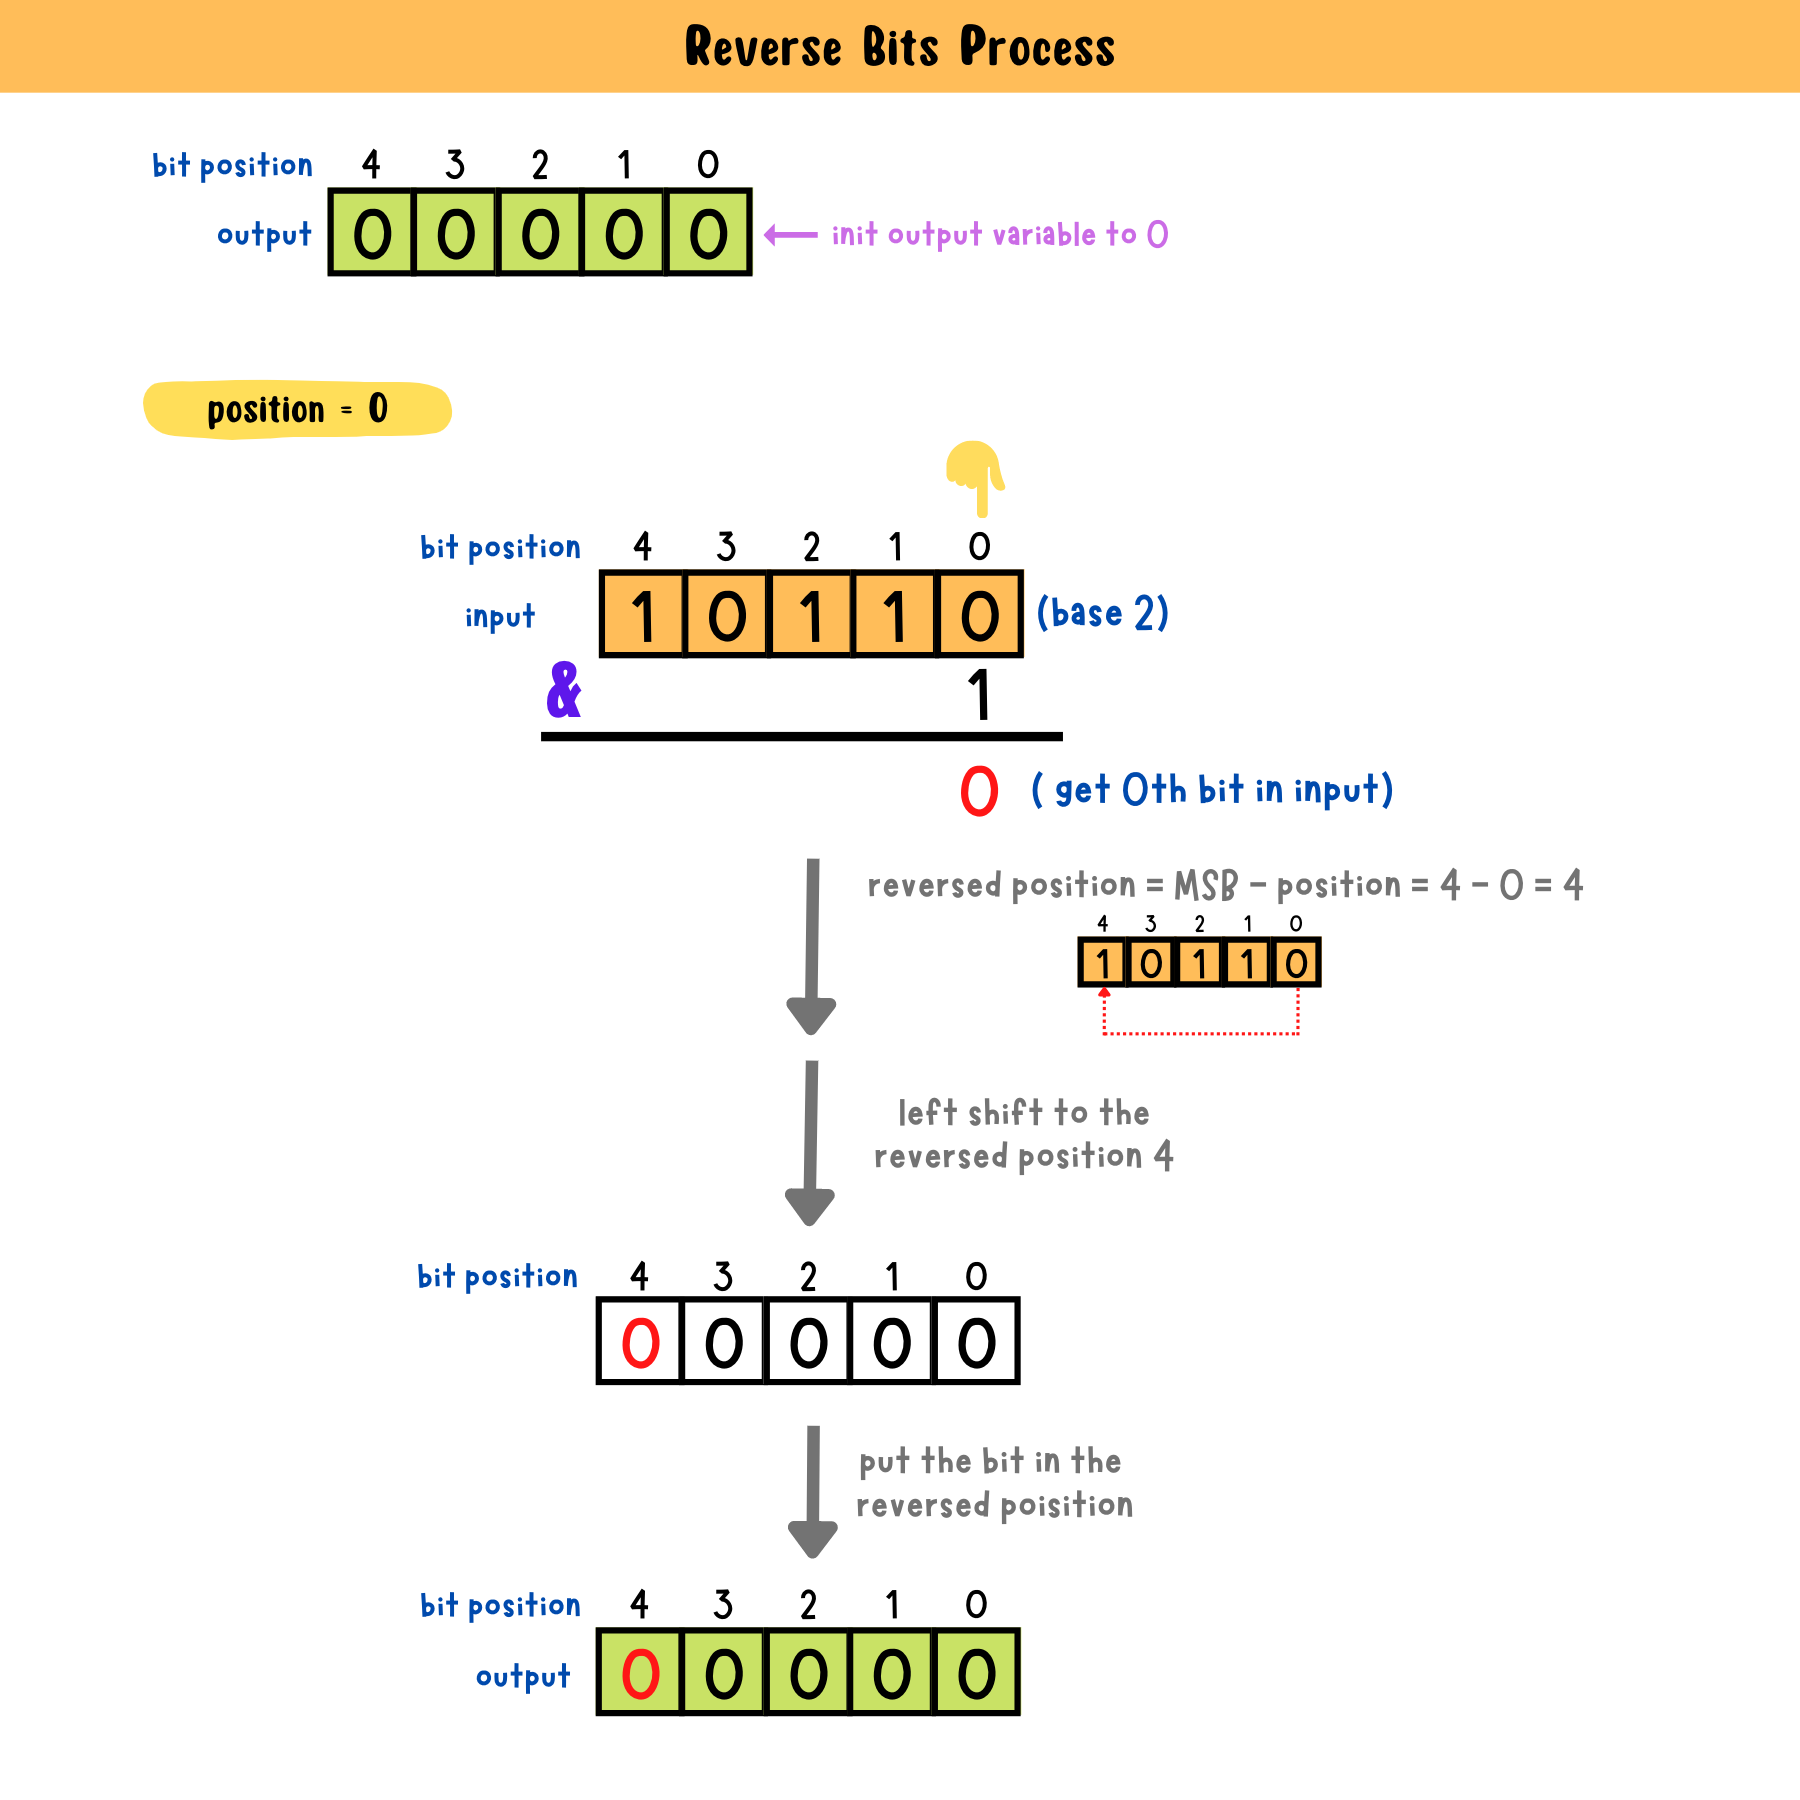 Reverse Bits Process
bit position 4 3 2 1 0
output 0 0 0 0 0 init output variable to 0
position = 0
bit position 4 3 2 1 0
input 1 0 1 1 0 (base 2)
& 1
0 ( get 0th bit in input)
reversed position = MSB - position = 4 - 0 = 4
4 3 2 1 0
1 0 1 1 0
left shift to the
reversed position 4
bit position 4 3 2 1 0
0 0 0 0 0
put the bit in the
reversed poisition
bit position 4 3 2 1 0
output 0 0 0 0 0